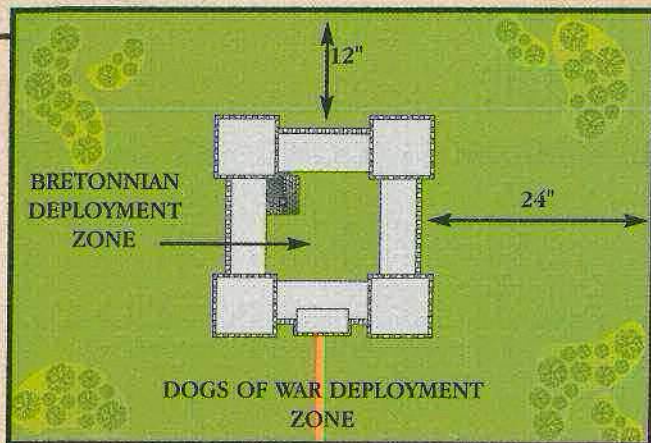 12"
BRETONNIAN
DEPLOYMENT
ZONE
24"
DOGS OF WAR DEPLOYMENT
ZONE